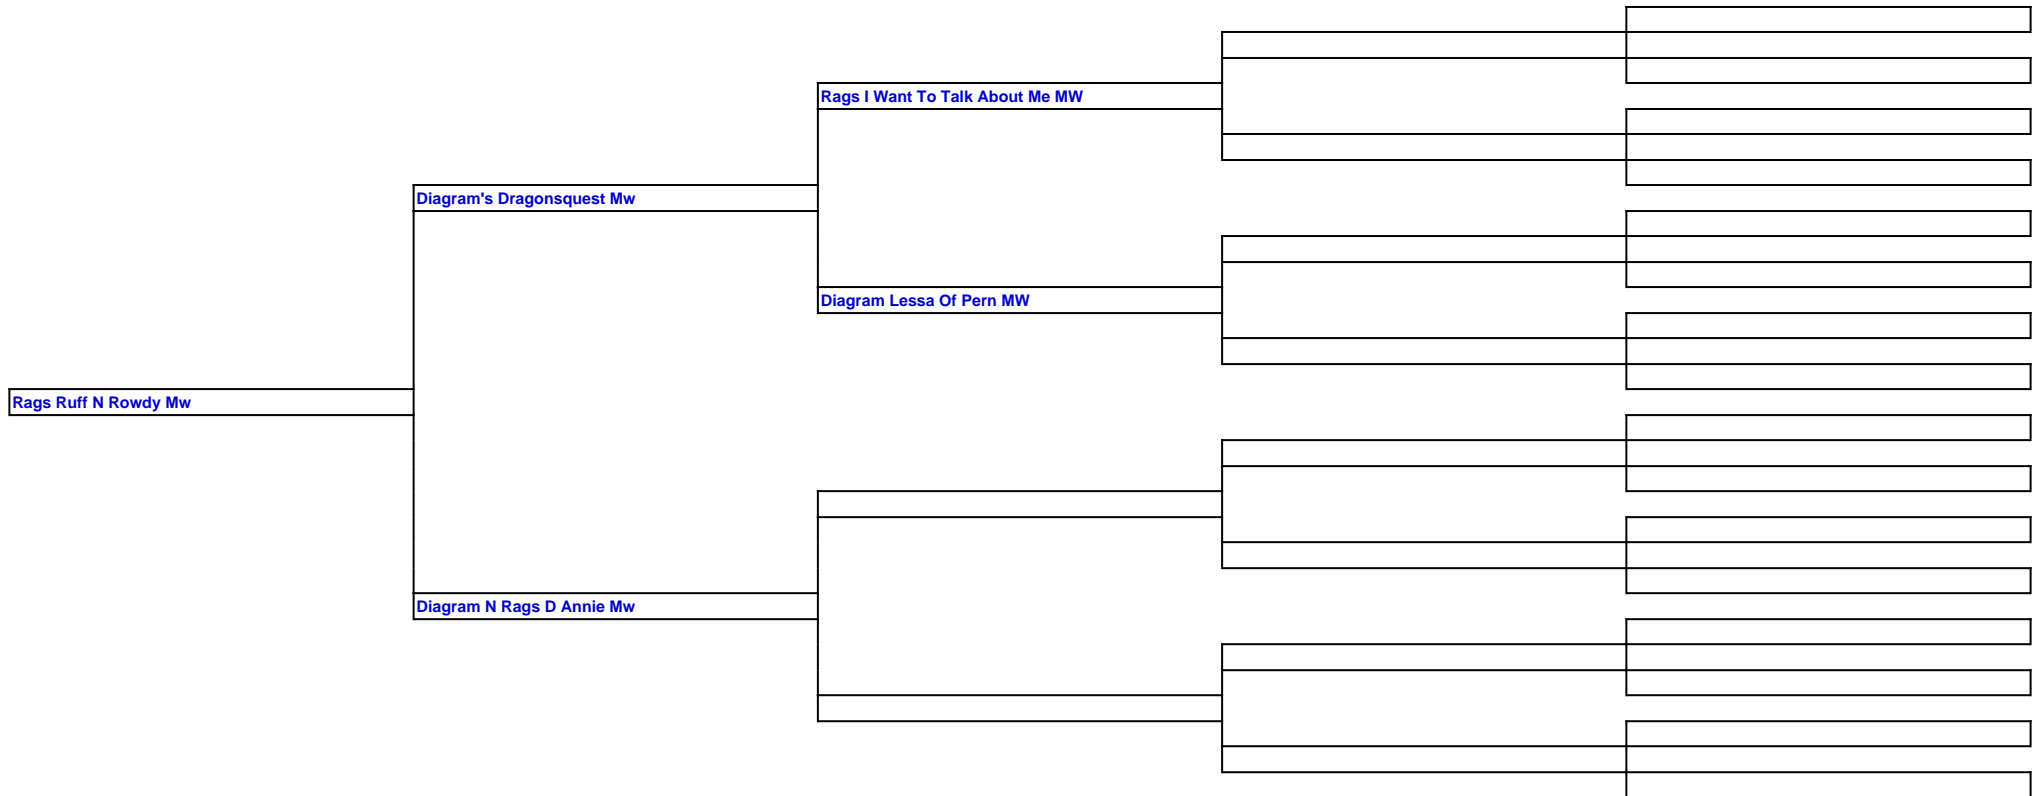 Rags I Want To Talk About Me MW
Diagram's Dragonsquest Mw
Diagram Lessa Of Pern MW
Rags Ruff N Rowdy Mw
Diagram N Rags D Annie Mw